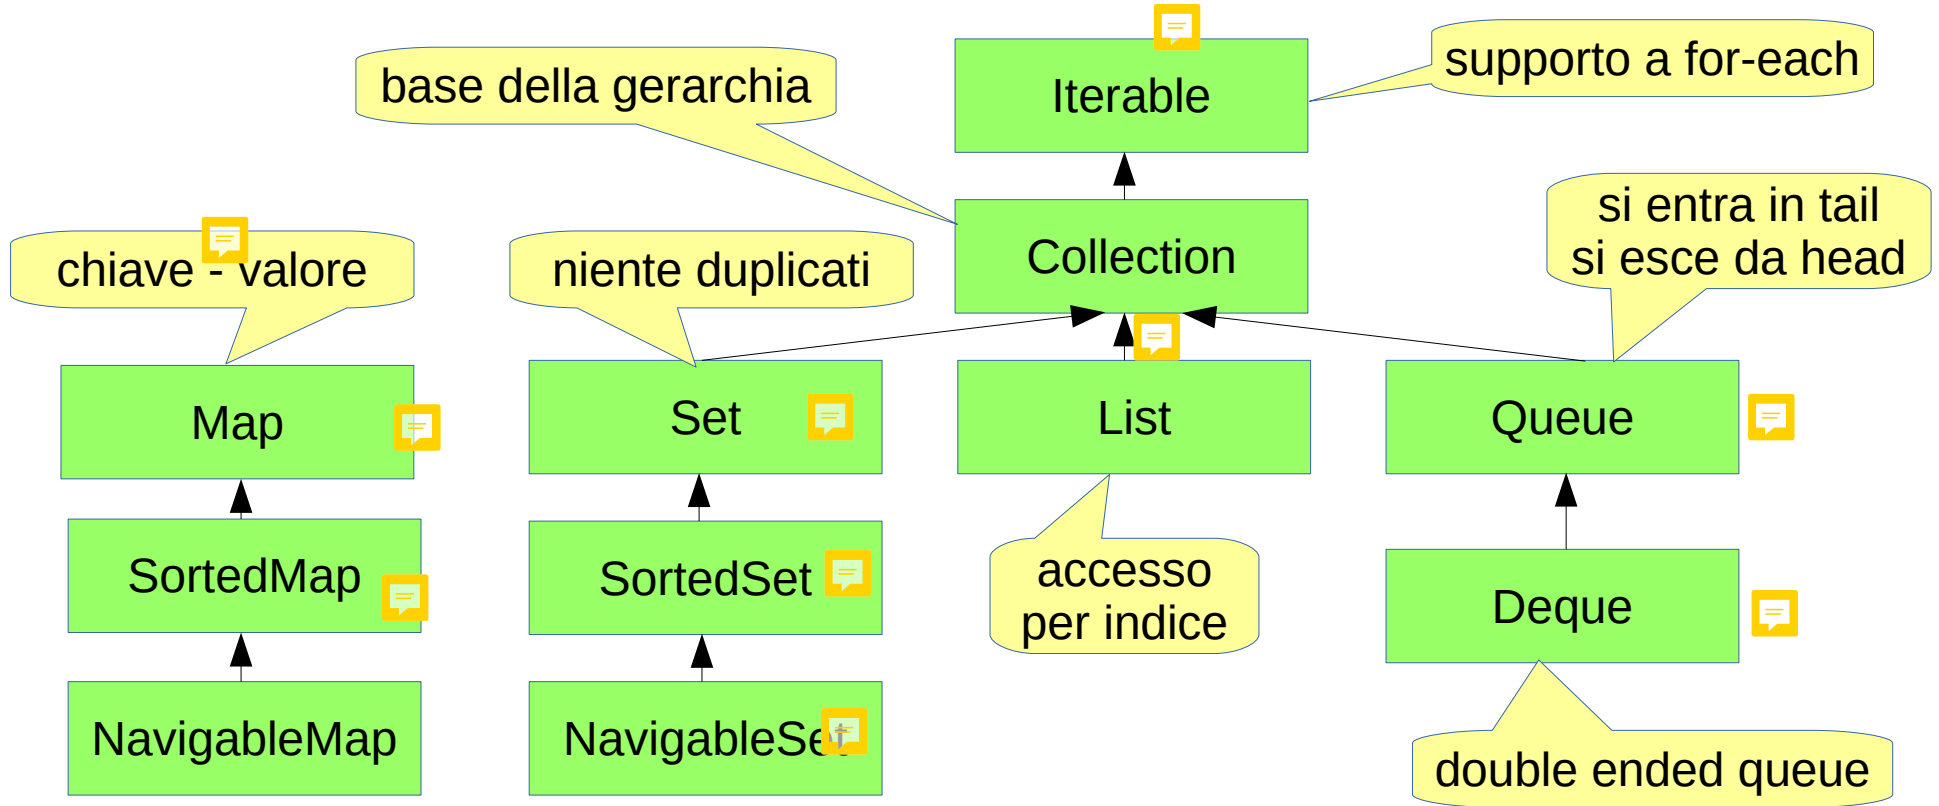 base della gerarchia
Iterable
supporto a for-each
chiave - valore
niente duplicati
Collection
si entra in tail
si esce da head
Map
Set
List
Queue
SortedMap
SortedSet
accesso
per indice
Deque
NavigableMap
NavigableSet
double ended queue